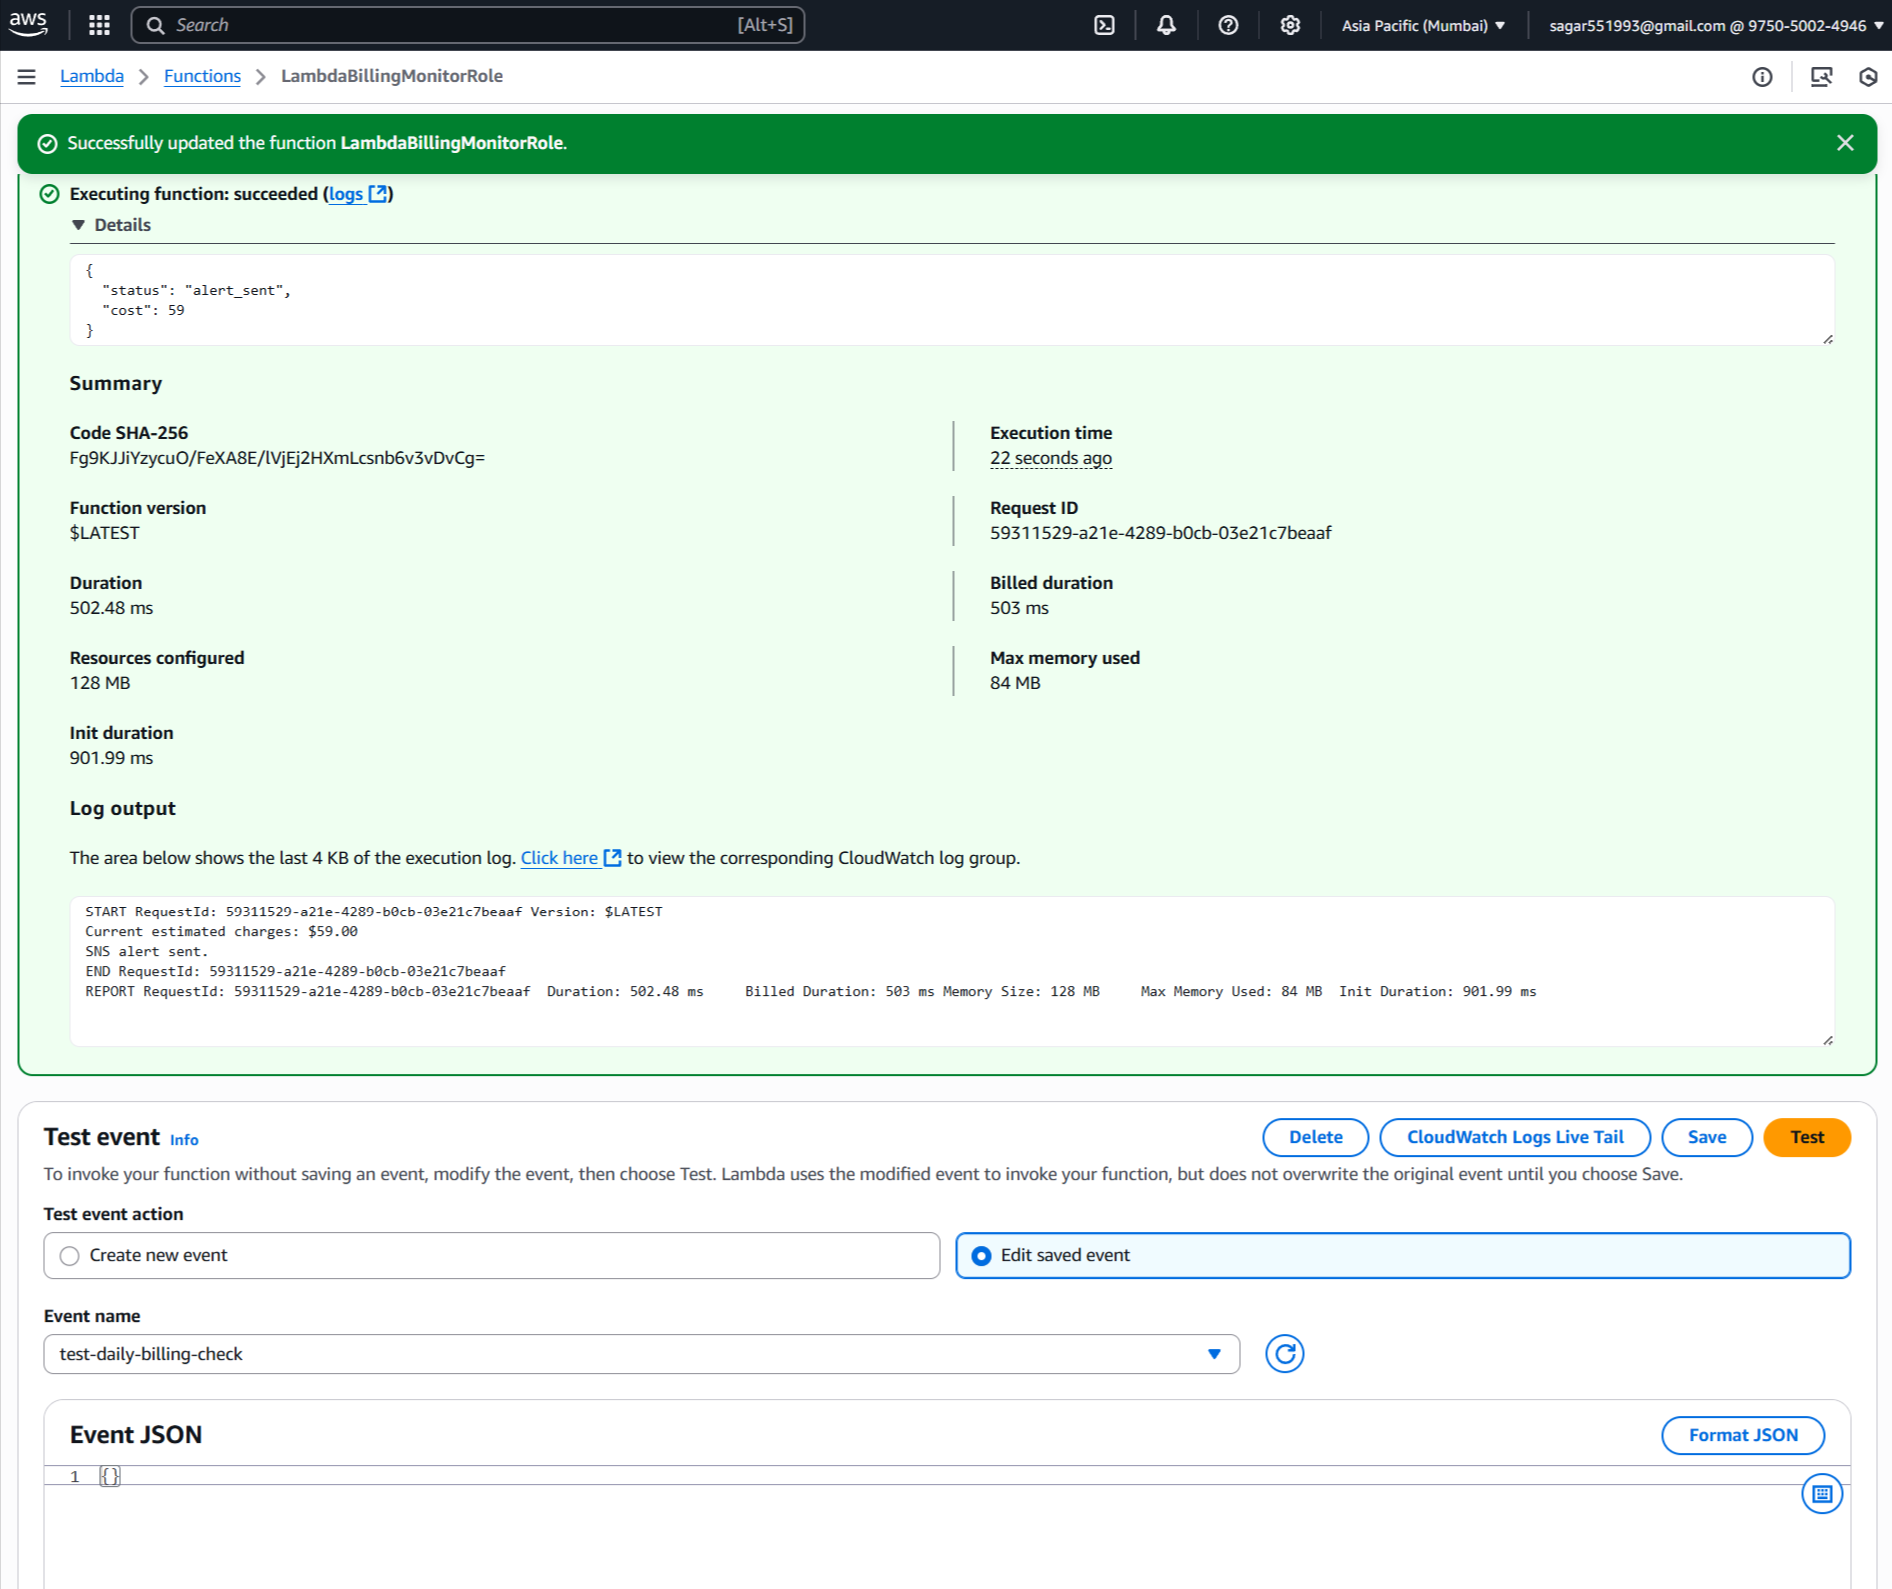 aws
Search [Alt+S]
Asia Pacific (Mumbai) sagar551993@gmail.com @ 9750-5002-4946
Lambda Functions LambdaBillingMonitorRole
Successfully updated the function LambdaBillingMonitorRole.
Executing function: succeeded (logs)
Details
{
"status": "alert_sent",
"cost": 59
}
Summary
Code SHA-256
Fg9KJJiYzycuO/FeXA8E/lVjEj2HXmLcsnb6v3vDvCg=
Execution time
22 seconds ago
Function version
$LATEST
Request ID
59311529-a21e-4289-b0cb-03e21c7beaaf
Duration
502.48 ms
Billed duration
503 ms
Resources configured
128 MB
Max memory used
84 MB
Init duration
901.99 ms
Log output
The area below shows the last 4 KB of the execution log. Click here to view the corresponding CloudWatch log group.
START RequestId: 59311529-a21e-4289-b0cb-03e21c7beaaf Version: $LATEST
Current estimated charges: $59.00
SNS alert sent.
END RequestId: 59311529-a21e-4289-b0cb-03e21c7beaaf
REPORT RequestId: 59311529-a21e-4289-b0cb-03e21c7beaaf Duration: 502.48 ms Billed Duration: 503 ms Memory Size: 128 MB Max Memory Used: 84 MB Init Duration: 901.99 ms
Test event Info
Delete CloudWatch Logs Live Tail Save Test
To invoke your function without saving an event, modify the event, then choose Test. Lambda uses the modified event to invoke your function, but does not overwrite the original event until you choose Save.
Test event action
Create new event
Edit saved event
Event name
test-daily-billing-check
Event JSON
Format JSON
1 {}